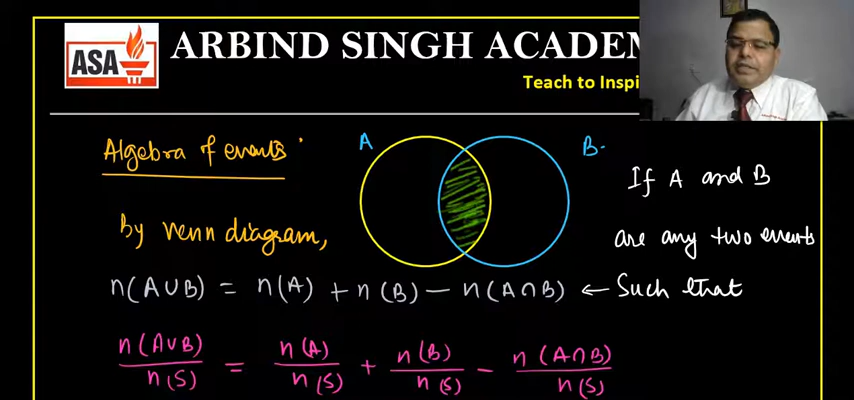 ASA
ARBIND SINGH ACADEM
Teach to Inspi
Algebra of events
A
B
If A and B
By venn diagram,
are any two events
n(A∪B) = n(A) + n(B) − n(A∩B) ← Such that
n(A∪B)/n(S) = n(A)/n(S) + n(B)/n(S) − n(A∩B)/n(S)